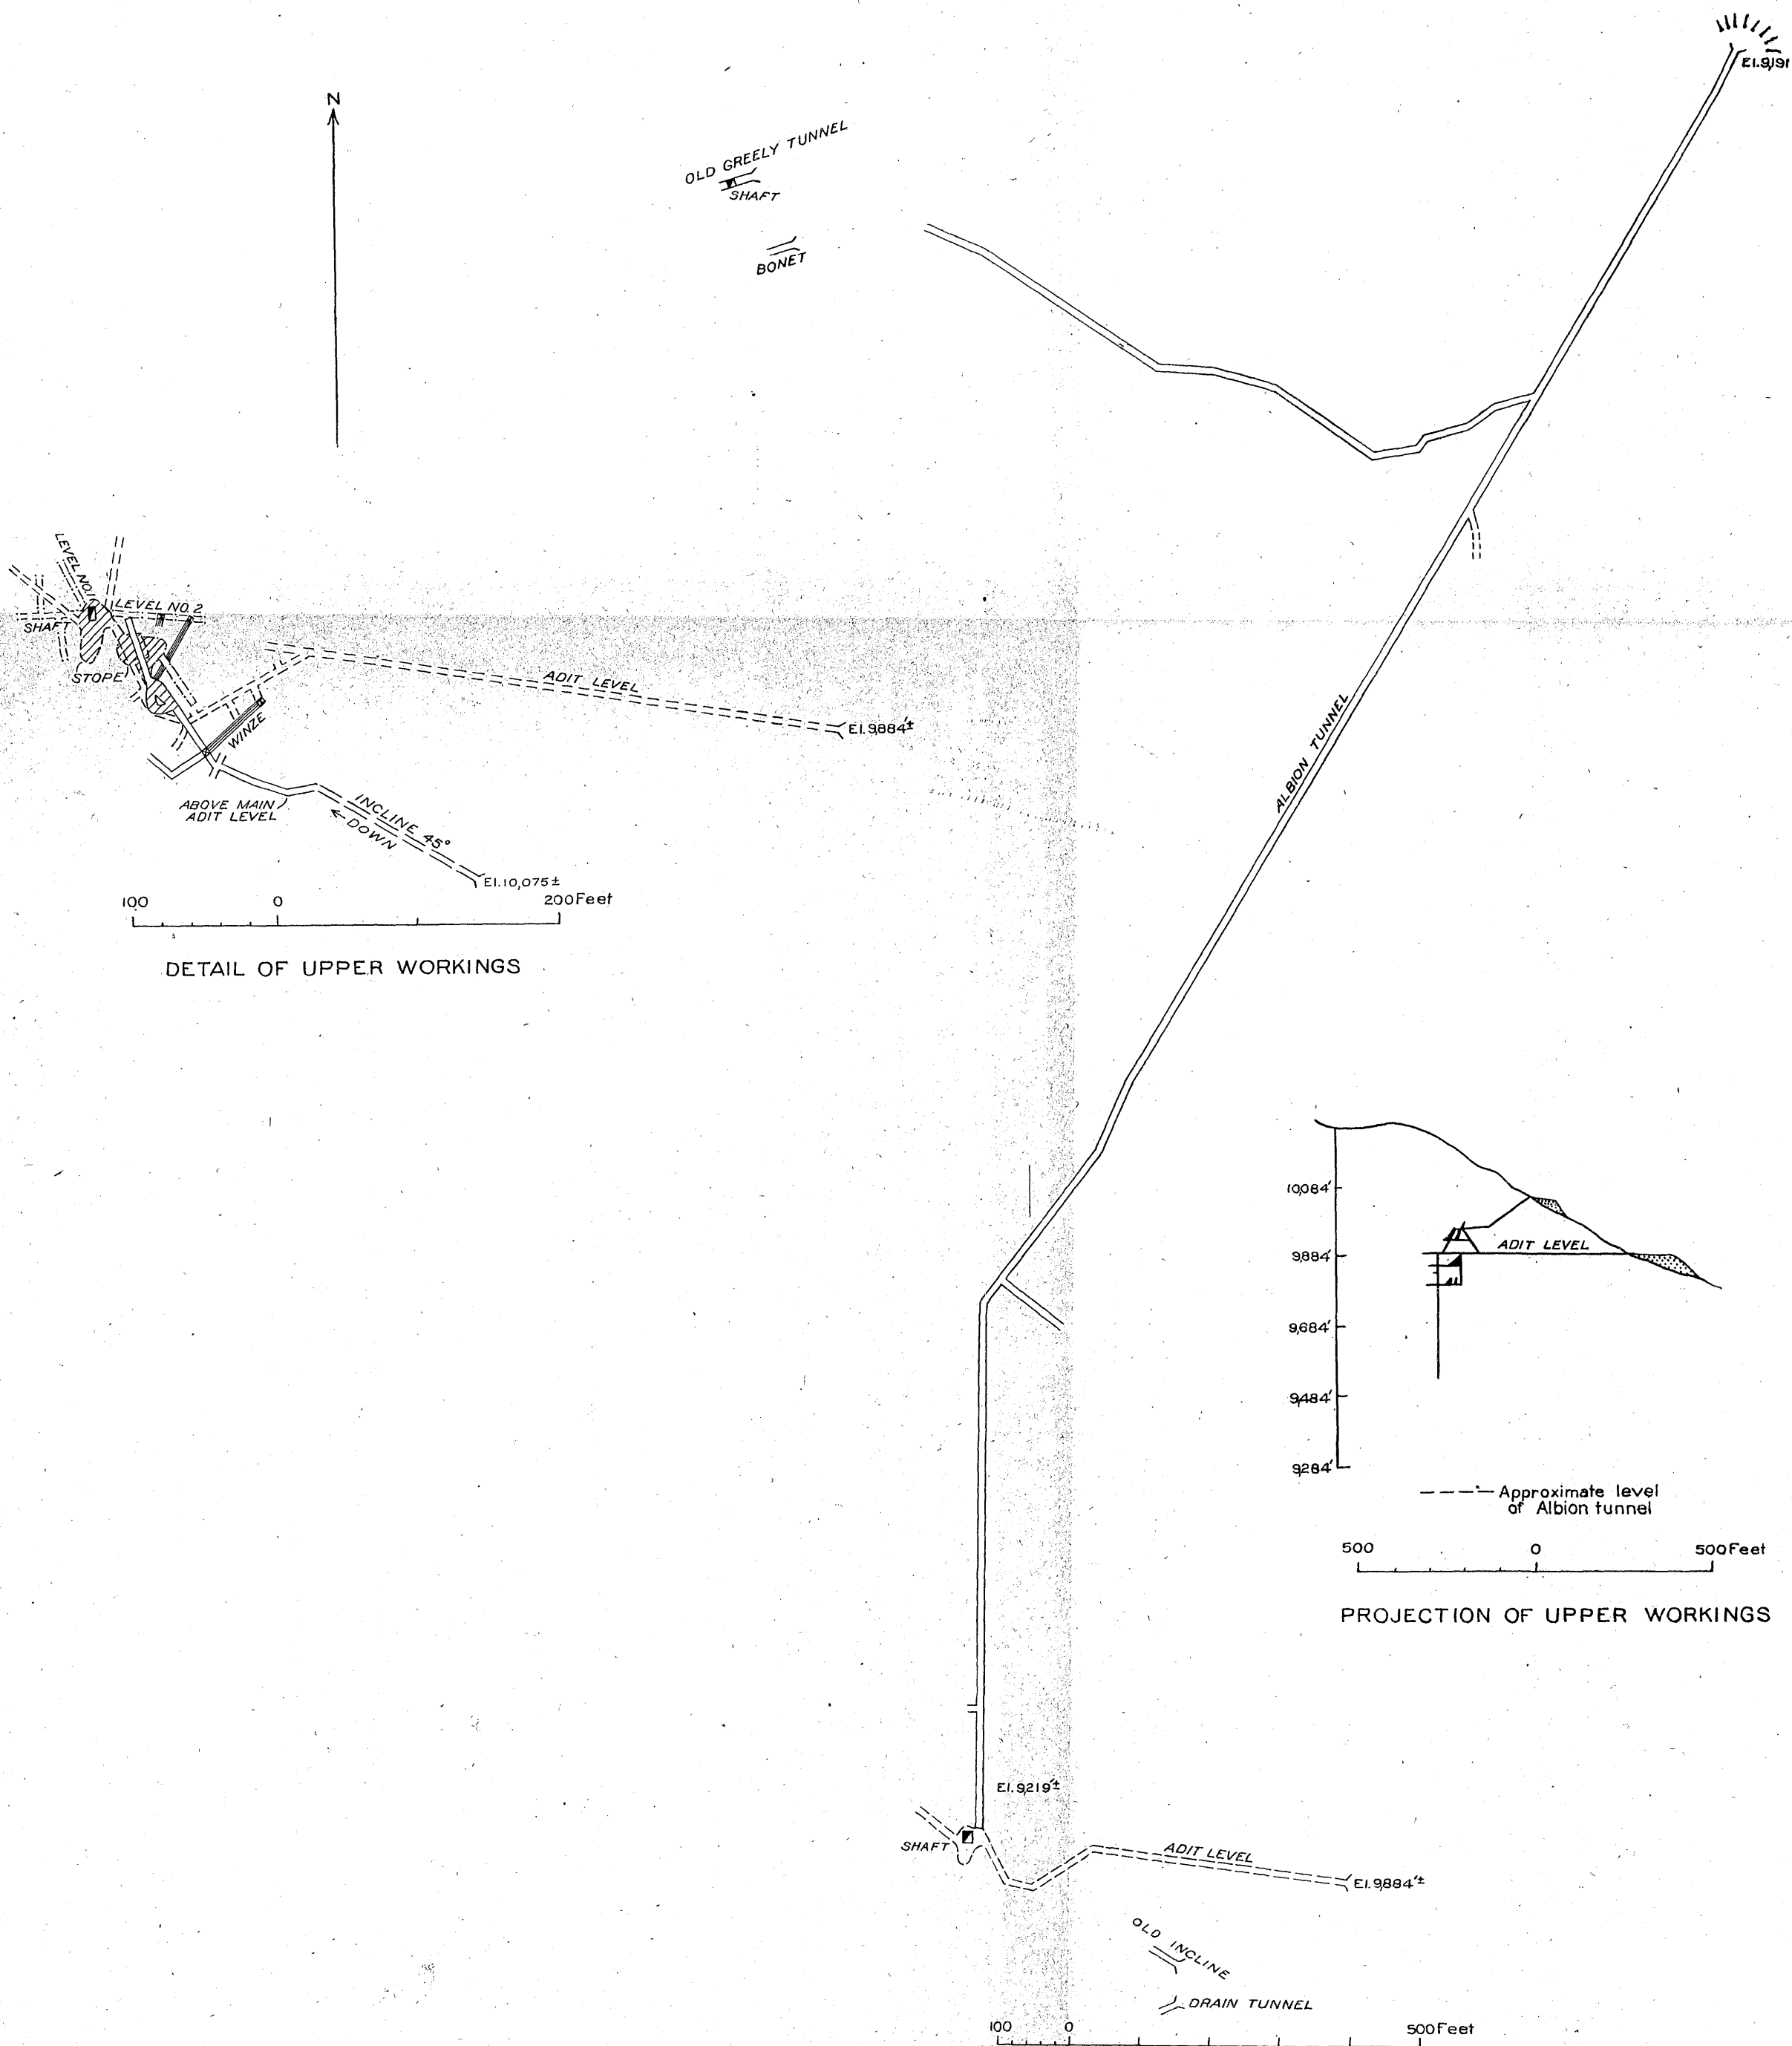 El.9,191
N
OLD GREELY TUNNEL
SHAFT
BONET
LEVEL NO. 1
LEVEL NO. 2
SHAFT
STOPE
ADIT LEVEL
El.9,884'±
WINZE
ABOVE MAIN
ADIT LEVEL
INCLINE 45°
←DOWN
El.10,075±
100 0 200 Feet
DETAIL OF UPPER WORKINGS
ALBION TUNNEL
10,084'
9,884'
ADIT LEVEL
9,684'
9,484'
9,284'
Approximate level
of Albion tunnel
500 0 500 Feet
PROJECTION OF UPPER WORKINGS
El.9,219'±
SHAFT
ADIT LEVEL
El.9,884'±
OLD INCLINE
DRAIN TUNNEL
100 0 500 Feet